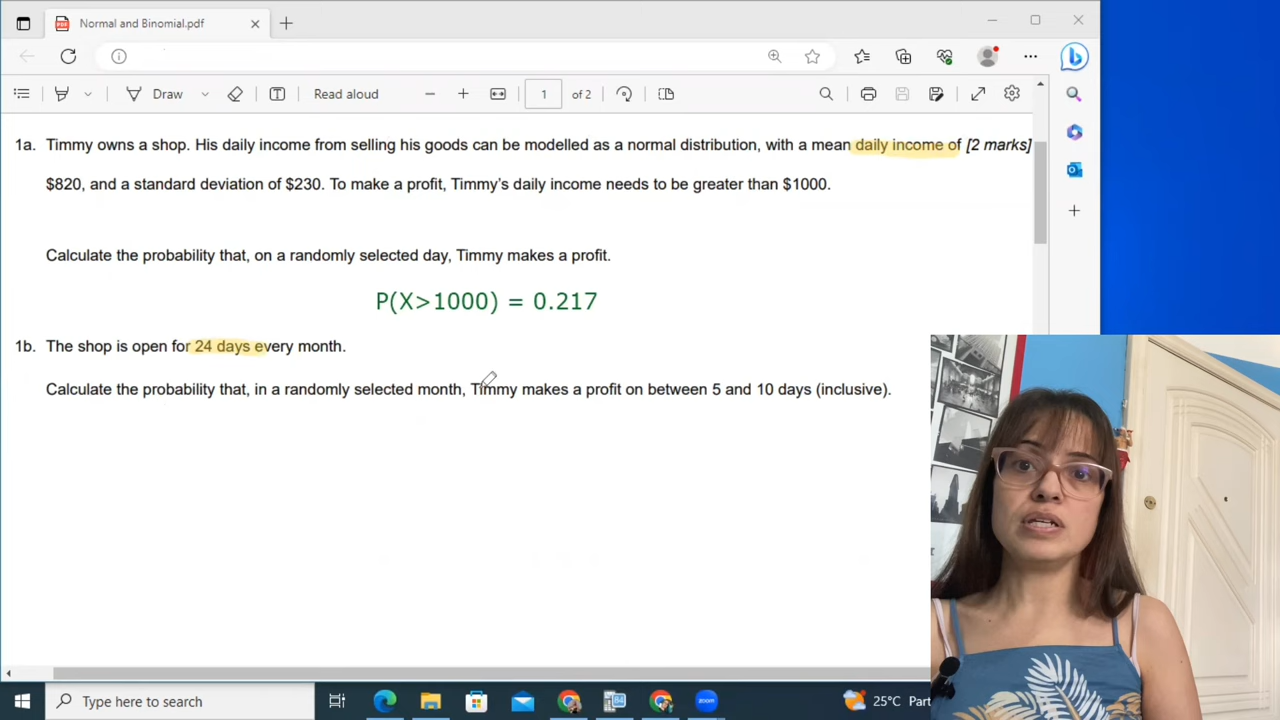 Normal and Binomial.pdf
Draw
Read aloud
1
of 2
1a. Timmy owns a shop. His daily income from selling his goods can be modelled as a normal distribution, with a mean daily income of [2 marks]
$820, and a standard deviation of $230. To make a profit, Timmy's daily income needs to be greater than $1000.
Calculate the probability that, on a randomly selected day, Timmy makes a profit.
P(X>1000) = 0.217
1b. The shop is open for 24 days every month.
Calculate the probability that, in a randomly selected month, Timmy makes a profit on between 5 and 10 days (inclusive).
Type here to search
25°C Part